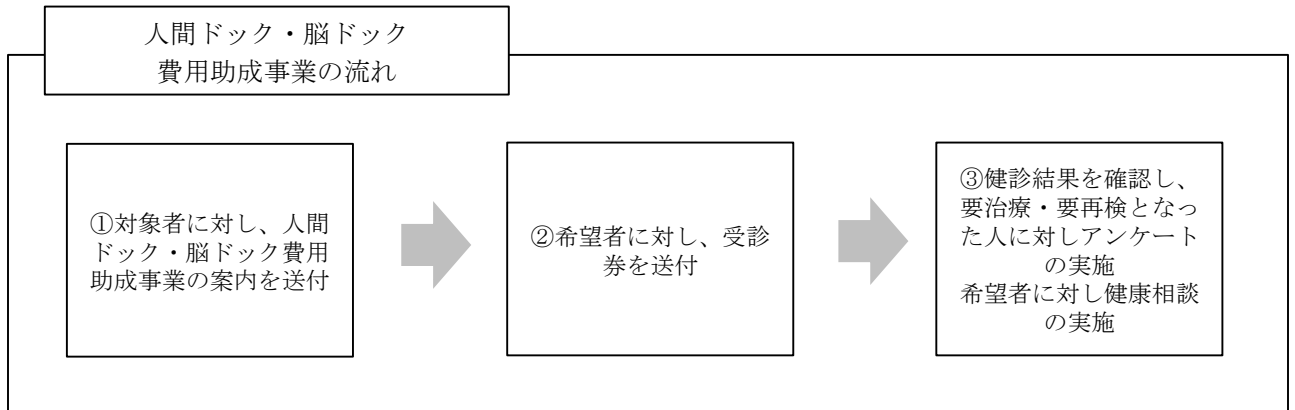 人間ドック・脳ドック
費用助成事業の流れ
①対象者に対し、人間
ドック・脳ドック費用
助成事業の案内を送付
②希望者に対し、受診
券を送付
③健診結果を確認し、
要治療・要再検となっ
た人に対しアンケート
の実施
希望者に対し健康相談
の実施